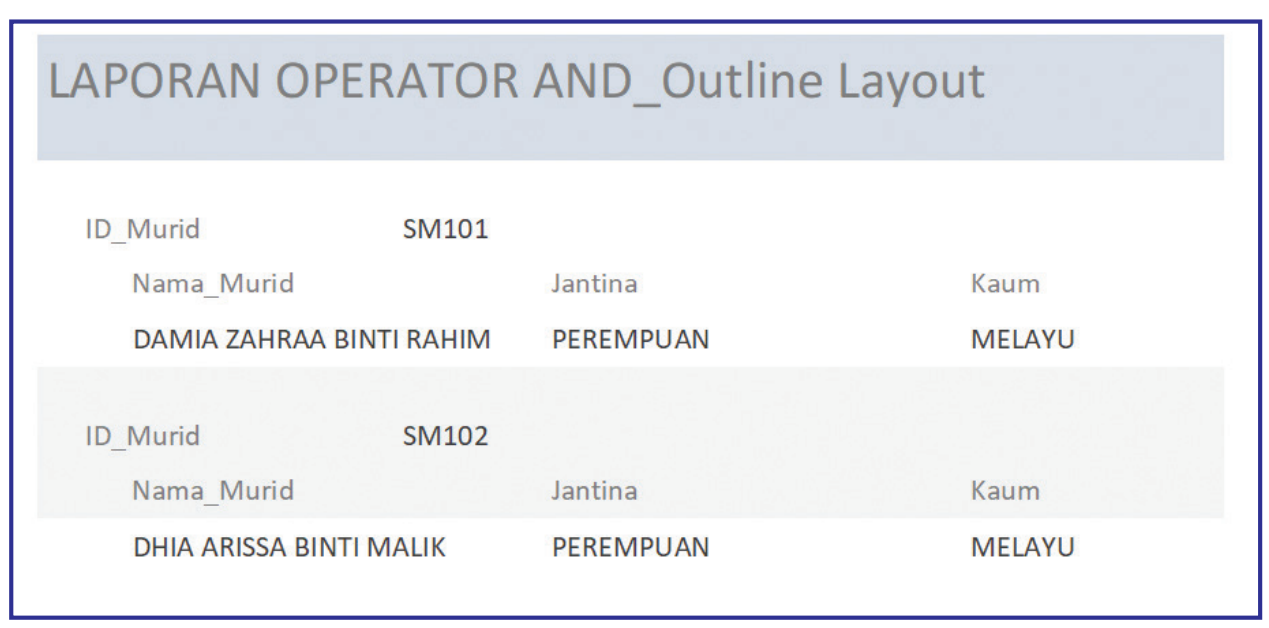 LAPORAN OPERATOR AND_Outline Layout
ID_Murid SM101
Nama_Murid Jantina Kaum
DAMIA ZAHRAA BINTI RAHIM PEREMPUAN MELAYU
ID_Murid SM102
Nama_Murid Jantina Kaum
DHIA ARISSA BINTI MALIK PEREMPUAN MELAYU